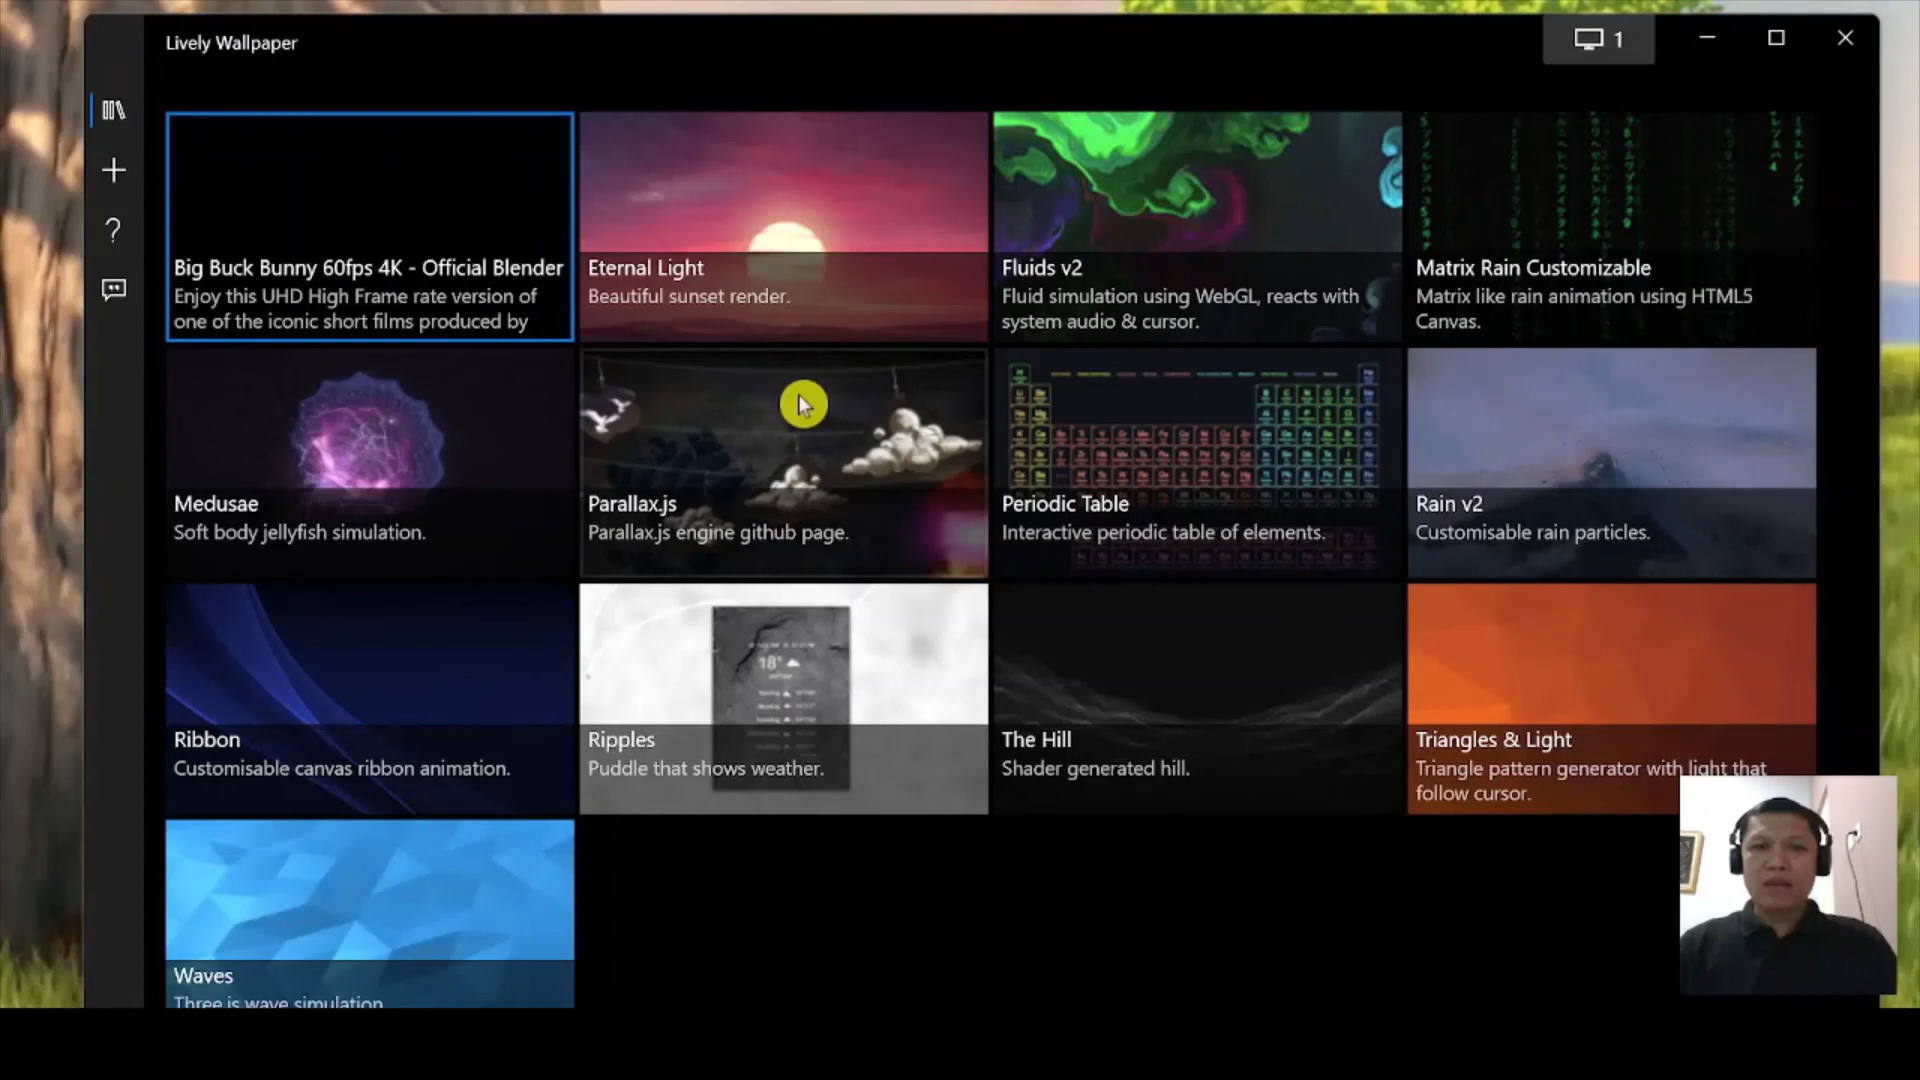 Lively Wallpaper
1
Big Buck Bunny 60fps 4K - Official Blender
Enjoy this UHD High Frame rate version of
one of the iconic short films produced by
Eternal Light
Beautiful sunset render.
Fluids v2
Fluid simulation using WebGL, reacts with
system audio & cursor.
Matrix Rain Customizable
Matrix like rain animation using HTML5
Canvas.
Medusae
Soft body jellyfish simulation.
Parallax.js
Parallax.js engine github page.
Periodic Table
Interactive periodic table of elements.
Rain v2
Customisable rain particles.
Ribbon
Customisable canvas ribbon animation.
18°
Ripples
Puddle that shows weather.
The Hill
Shader generated hill.
Triangles & Light
Triangle pattern generator with light that
follow cursor.
Waves
Three js wave simulation